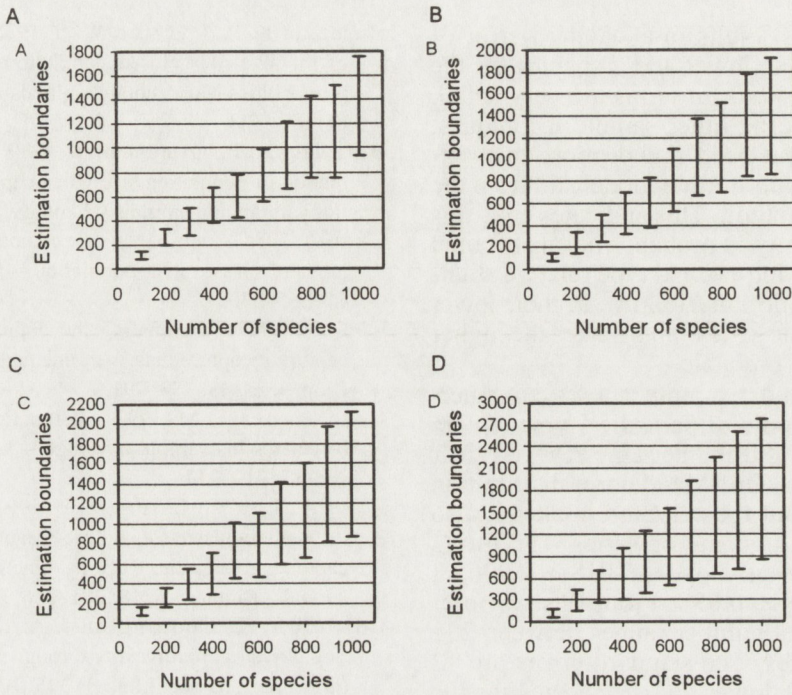 A
A
Estimation boundaries
1800
1600
1400
1200
1000
800
600
400
200
0
0 200 400 600 800 1000
Number of species
B
B
Estimation boundaries
2000
1800
1600
1400
1200
1000
800
600
400
200
0
0 200 400 600 800 1000
Number of species
C
C
Estimation boundaries
2200
2000
1800
1600
1400
1200
1000
800
600
400
200
0
0 200 400 600 800 1000
Number of species
D
D
Estimation boundaries
3000
2700
2400
2100
1800
1500
1200
900
600
300
0
0 200 400 600 800 1000
Number of species